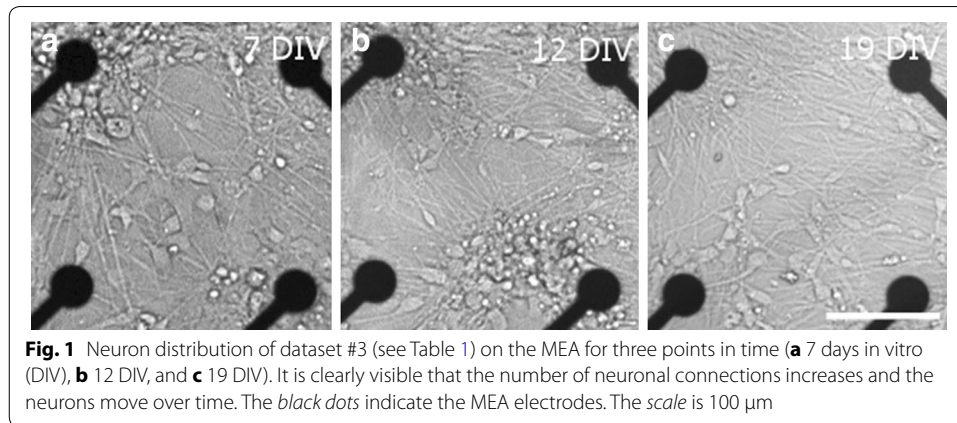 a 7 DIV b 12 DIV c 19 DIV
Fig. 1 Neuron distribution of dataset #3 (see Table 1) on the MEA for three points in time (a 7 days in vitro
(DIV), b 12 DIV, and c 19 DIV). It is clearly visible that the number of neuronal connections increases and the
neurons move over time. The black dots indicate the MEA electrodes. The scale is 100 µm